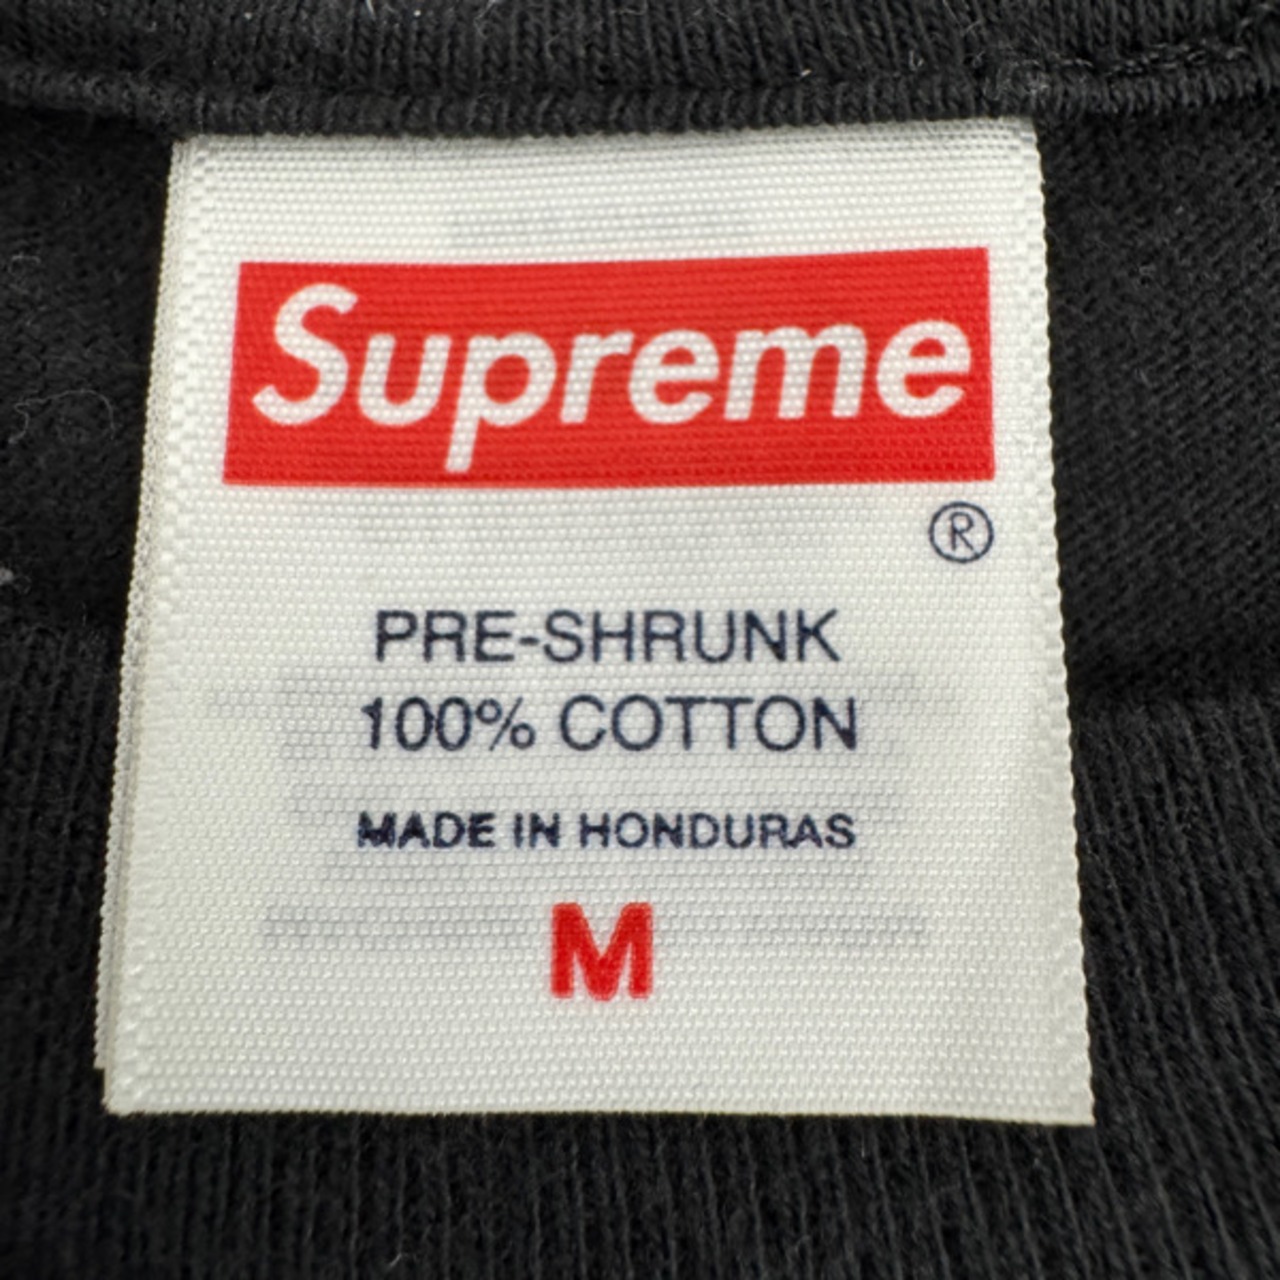 Supreme
®
PRE-SHRUNK
100% COTTON
MADE IN HONDURAS
M